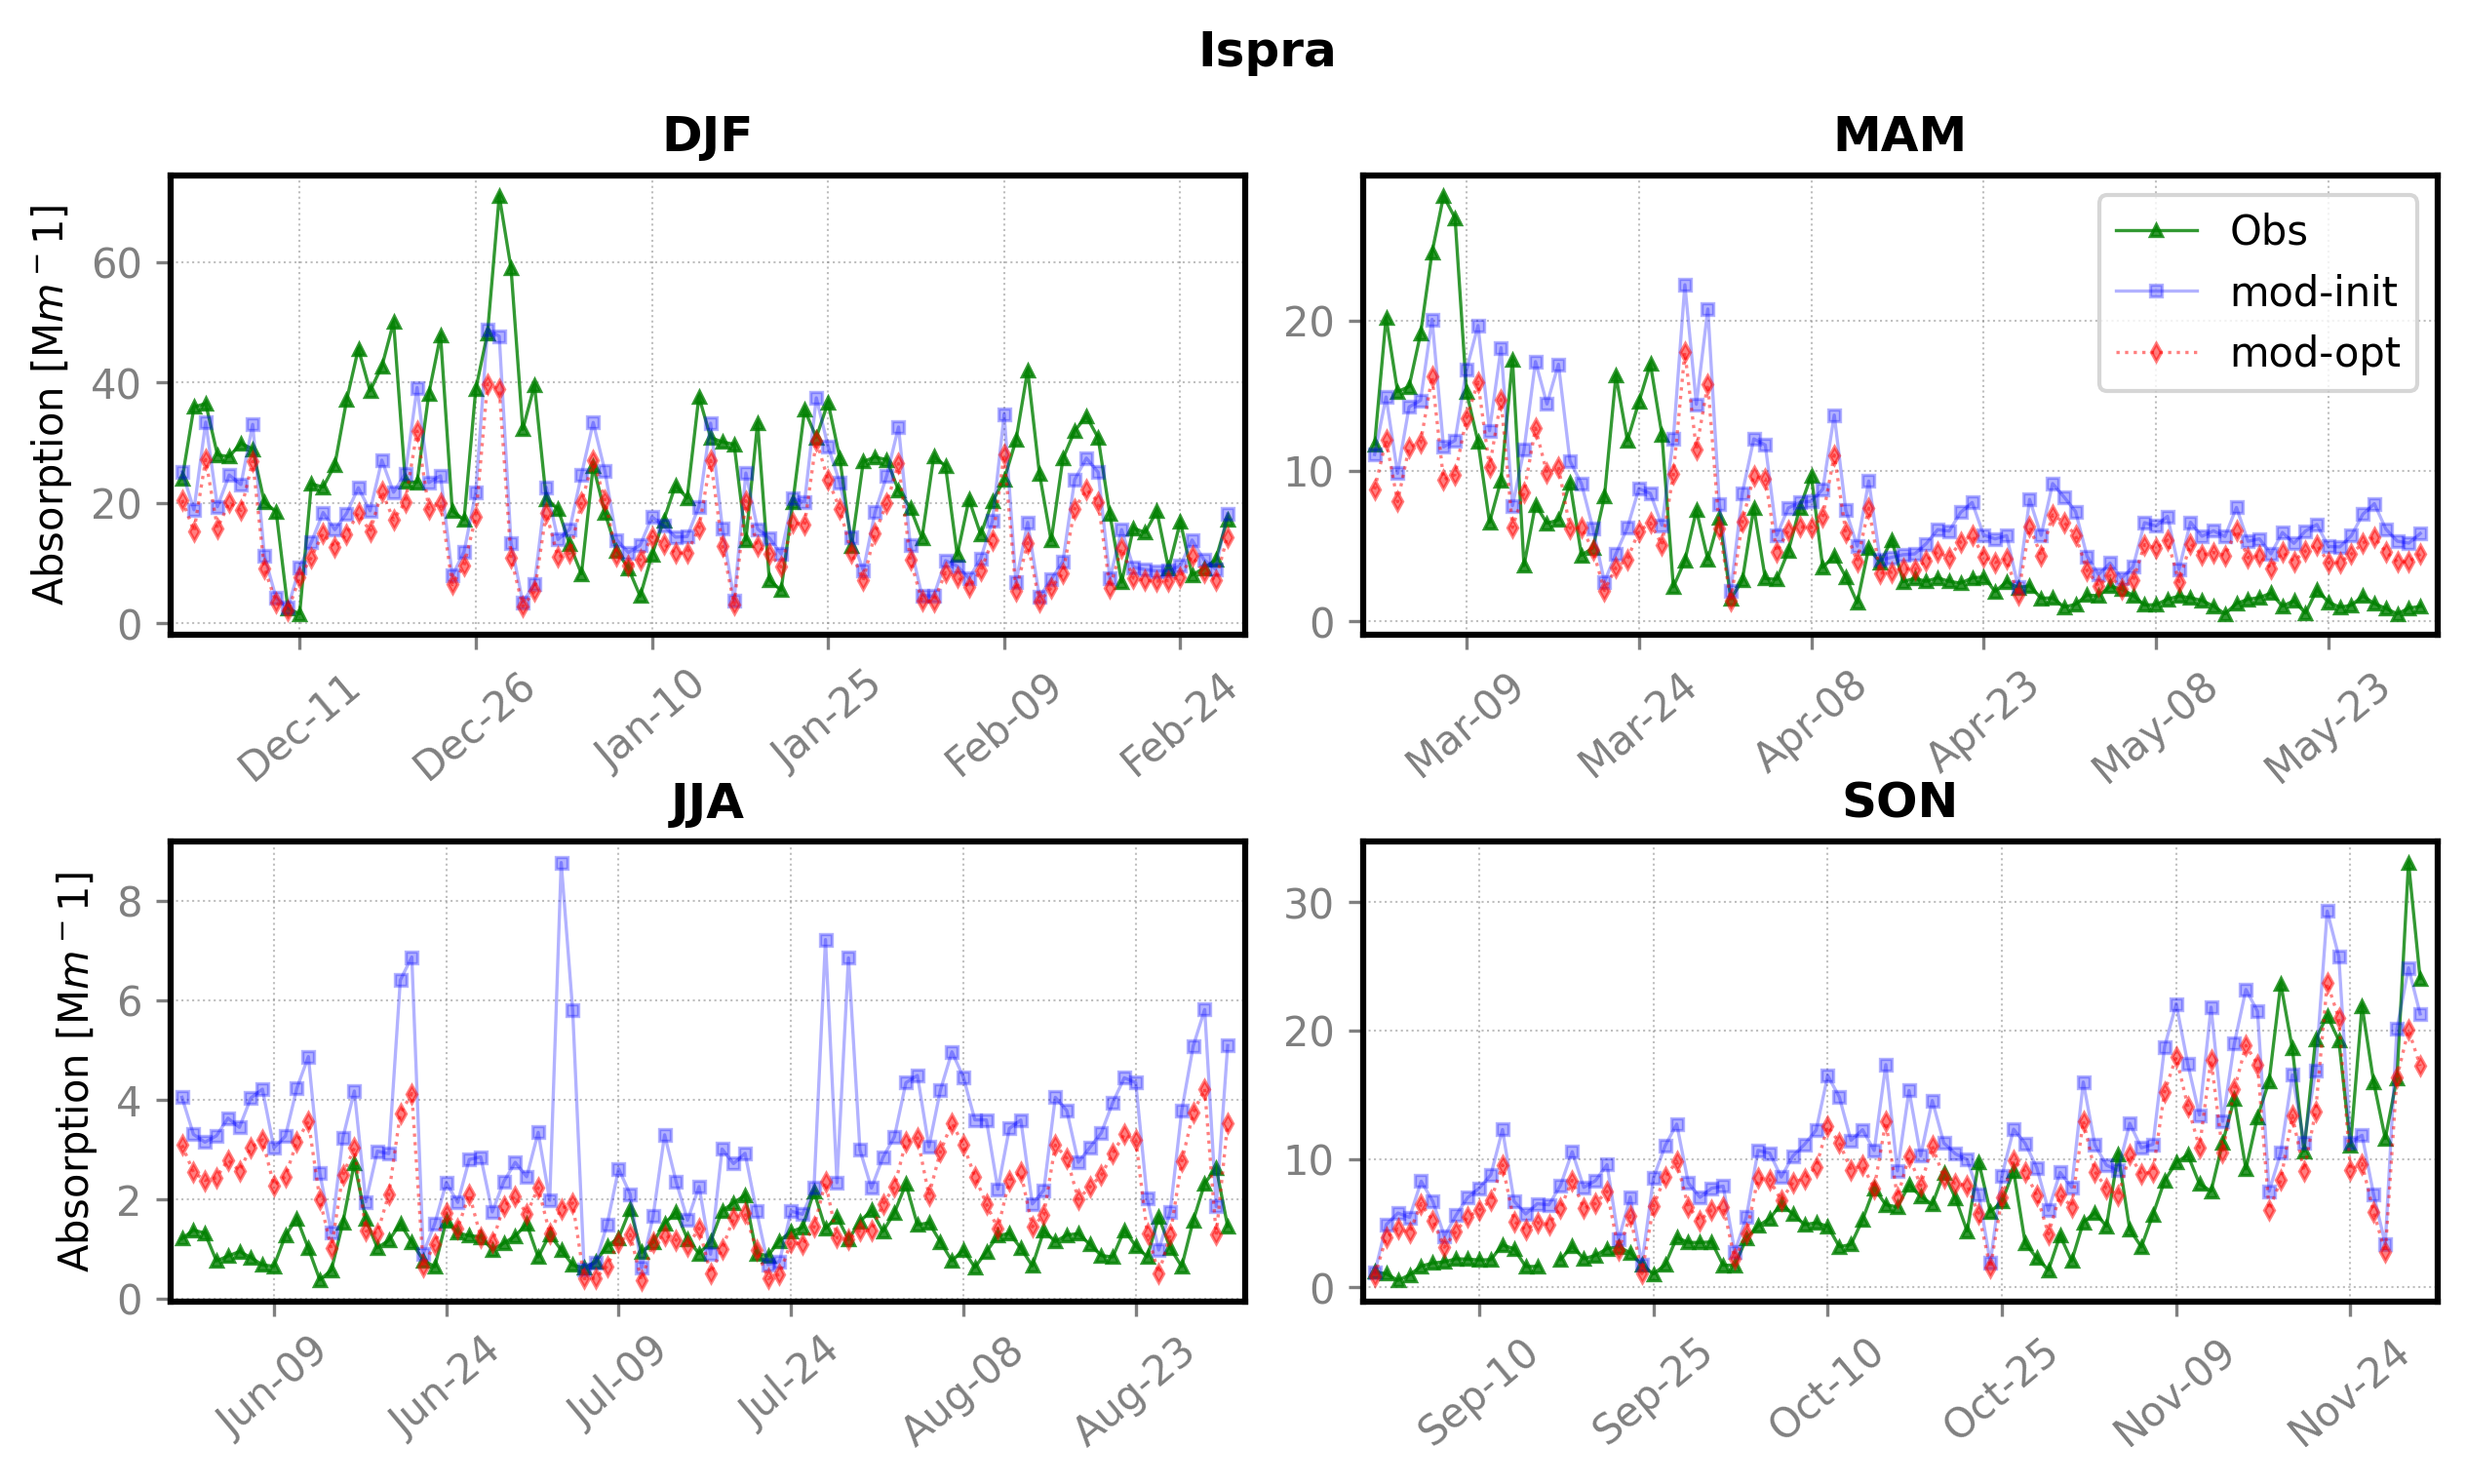 Ispra
DJF
MAM
Absorption [Mm − 1]
60
40
20
0
20
10
0
Obs
mod-init
mod-opt
Dec-11
Dec-26
Jan-10
Jan-25
Feb-09
Feb-24
Mar-09
Mar-24
Apr-08
Apr-23
May-08
May-23
JJA
SON
Absorption [Mm − 1]
8
6
4
2
0
30
20
10
0
Jun-09
Jun-24
Jul-09
Jul-24
Aug-08
Aug-23
Sep-10
Sep-25
Oct-10
Oct-25
Nov-09
Nov-24